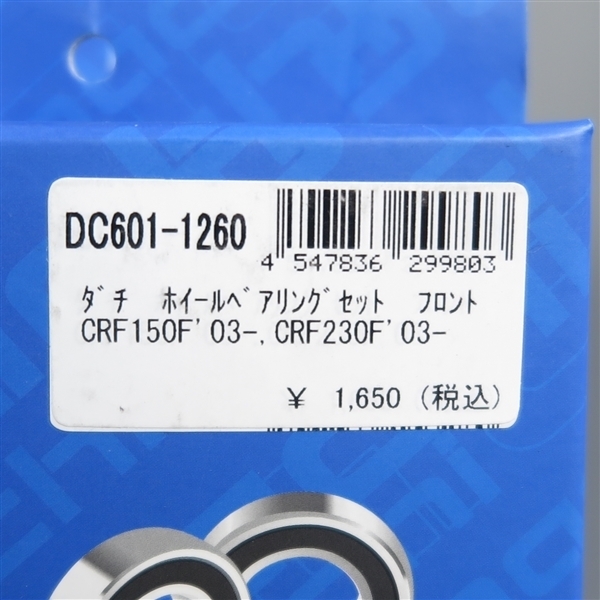 DC601-1260
4 547836 299803
ﾀﾞﾁ ﾎｲｰﾙﾍﾞｱﾘﾝｸﾞｾｯﾄ ﾌﾛﾝﾄ
CRF150F'03-,CRF230F'03-
¥ 1,650 (税込)